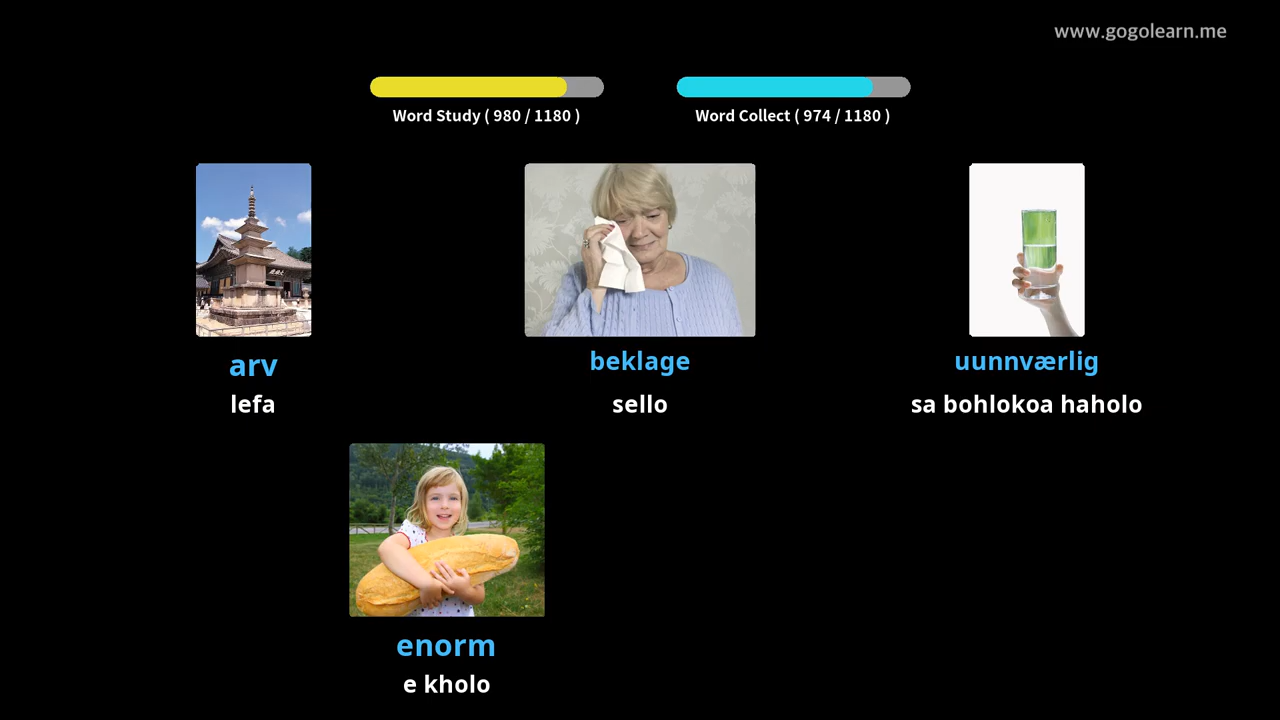 www.gogolearn.me
Word Study ( 980 / 1180 )
Word Collect ( 974 / 1180 )
arv
beklage
uunnværlig
lefa
sello
sa bohlokoa haholo
enorm
e kholo